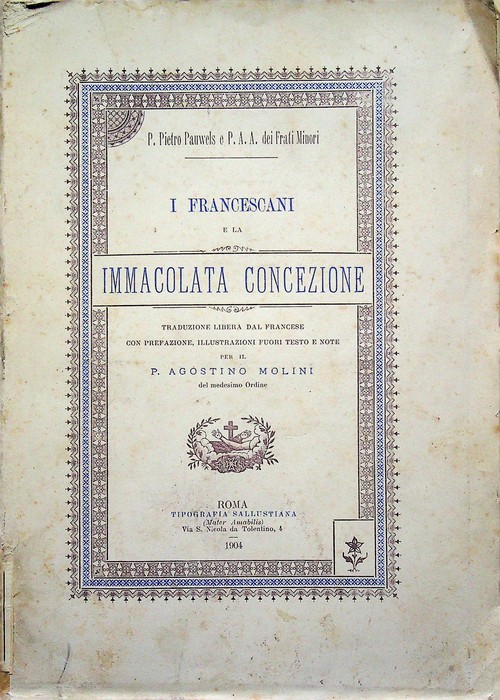 P. Pietro Pauwels e P. A. A. dei Frati Minori
I FRANCESCANI
E LA
IMMACOLATA CONCEZIONE
TRADUZIONE LIBERA DAL FRANCESE
CON PREFAZIONE, ILLUSTRAZIONI FUORI TESTO E NOTE
PER IL
P. AGOSTINO MOLINI
del medesimo Ordine
ROMA
TIPOGRAFIA SALLUSTIANA
(Mater Amabilis)
Via S. Nicola da Tolentino, 4
1904